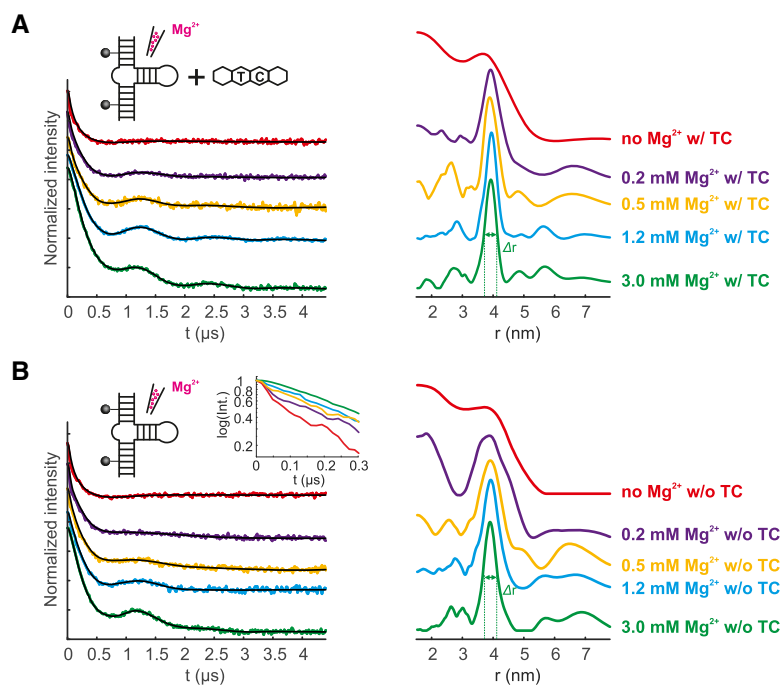 A
Mg²⁺
+ T C
Normalized intensity
0 0.5 1 1.5 2 2.5 3 3.5 4
t (µs)
no Mg²⁺ w/ TC
0.2 mM Mg²⁺ w/ TC
0.5 mM Mg²⁺ w/ TC
1.2 mM Mg²⁺ w/ TC
Δr
3.0 mM Mg²⁺ w/ TC
2 3 4 5 6 7
r (nm)
B
Mg²⁺
log(Int.)
1
0.8
0.6
0.4
0.2
0 0.1 0.2 0.3
t (µs)
Normalized intensity
0 0.5 1 1.5 2 2.5 3 3.5 4
t (µs)
no Mg²⁺ w/o TC
0.2 mM Mg²⁺ w/o TC
0.5 mM Mg²⁺ w/o TC
1.2 mM Mg²⁺ w/o TC
Δr
3.0 mM Mg²⁺ w/o TC
2 3 4 5 6 7
r (nm)